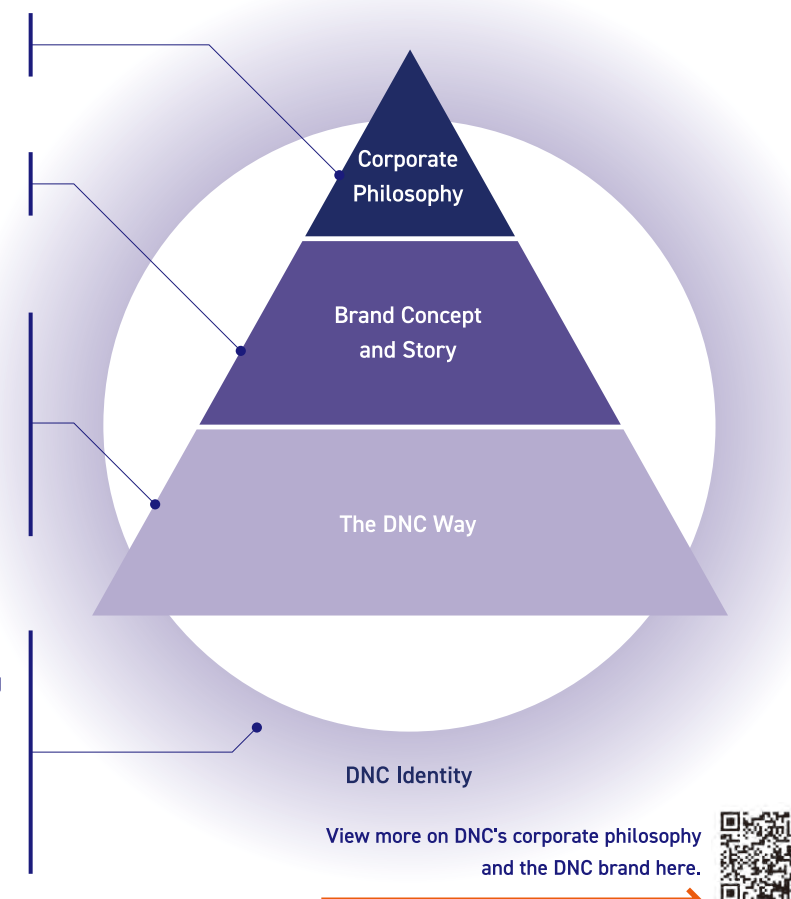 Corporate
Philosophy
Brand Concept
and Story
The DNC Way
DNC Identity
View more on DNC's corporate philosophy
and the DNC brand here.